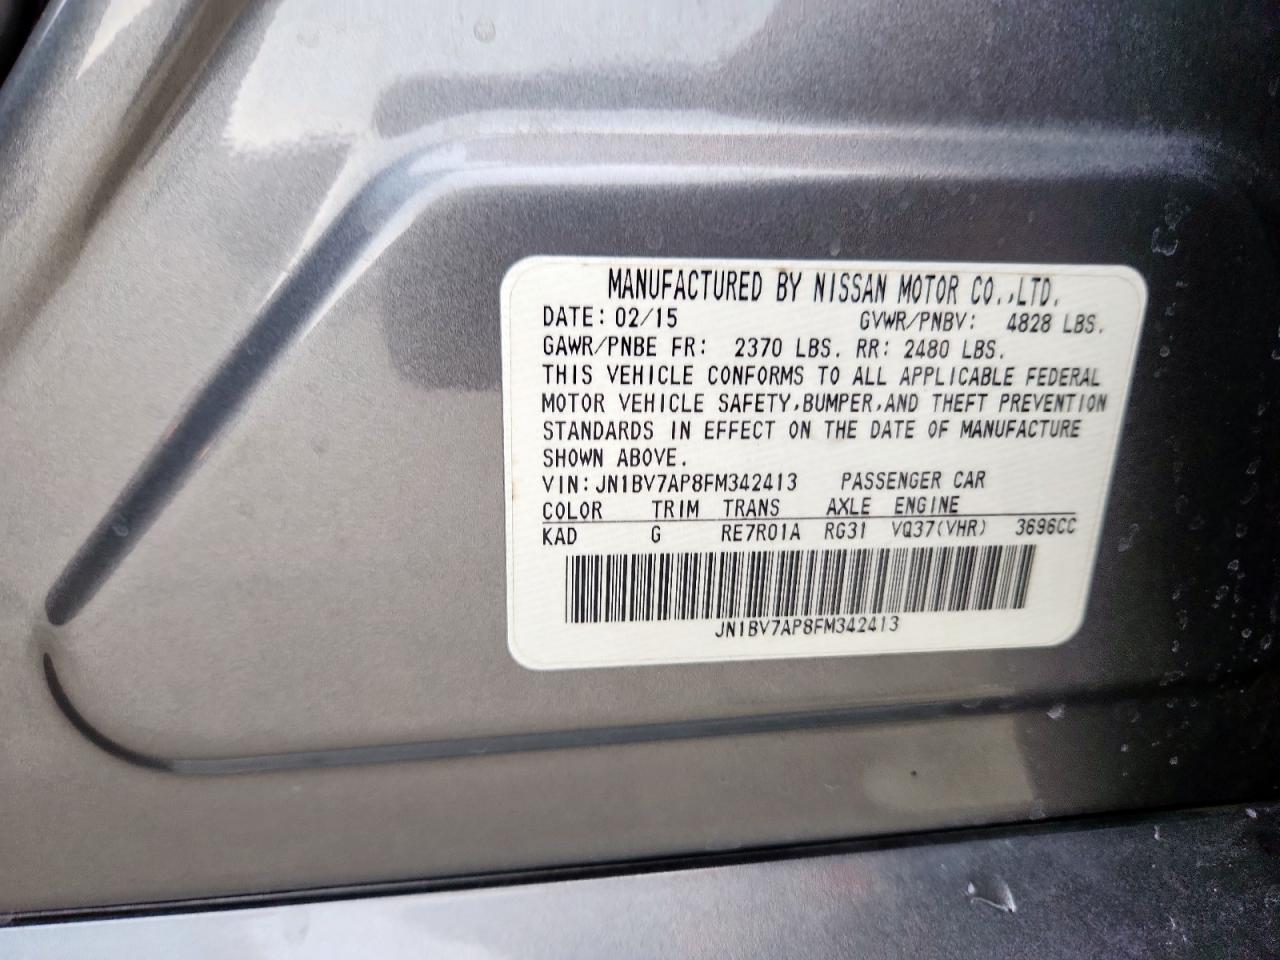 MANUFACTURED BY NISSAN MOTOR CO.,LTD.
DATE: 02/15 GVWR/PNBV: 4828 LBS.
GAWR/PNBE FR: 2370 LBS. RR: 2480 LBS.
THIS VEHICLE CONFORMS TO ALL APPLICABLE FEDERAL
MOTOR VEHICLE SAFETY,BUMPER,AND THEFT PREVENTION
STANDARDS IN EFFECT ON THE DATE OF MANUFACTURE
SHOWN ABOVE.
VIN:JN1BV7AP8FM342413 PASSENGER CAR
COLOR TRIM TRANS AXLE ENGINE
KAD G RE7R01A RG31 VQ37(VHR) 3696CC
JN1BV7AP8FM342413